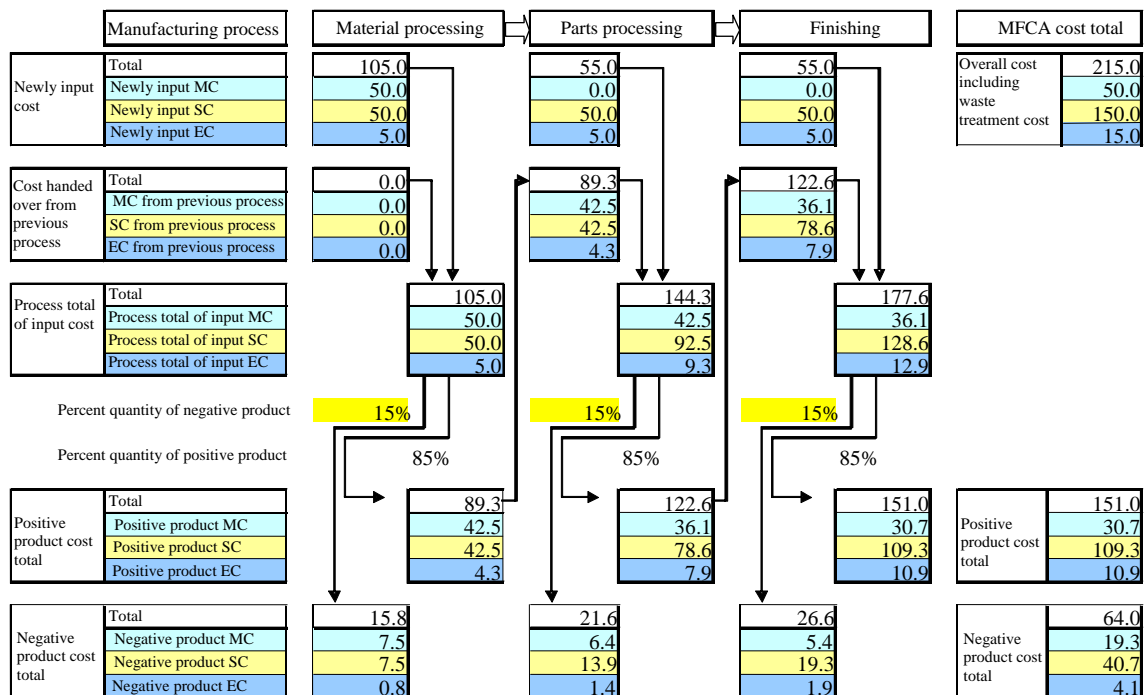 Manufacturing process Material processing Parts processing Finishing MFCA cost total
Newly input cost Total 105.0 55.0 55.0 Overall cost including waste treatment cost 215.0
Newly input MC 50.0 0.0 0.0 50.0
Newly input SC 50.0 50.0 50.0 150.0
Newly input EC 5.0 5.0 5.0 15.0
Cost handed over from previous process Total 0.0 89.3 122.6
MC from previous process 0.0 42.5 36.1
SC from previous process 0.0 42.5 78.6
EC from previous process 0.0 4.3 7.9
Process total of input cost Total 105.0 144.3 177.6
Process total of input MC 50.0 42.5 36.1
Process total of input SC 50.0 92.5 128.6
Process total of input EC 5.0 9.3 12.9
Percent quantity of negative product 15% 15% 15%
Percent quantity of positive product 85% 85% 85%
Positive product cost total Total 89.3 122.6 151.0 Positive product cost total 151.0
Positive product MC 42.5 36.1 30.7 30.7
Positive product SC 42.5 78.6 109.3 109.3
Positive product EC 4.3 7.9 10.9 10.9
Negative product cost total Total 15.8 21.6 26.6 Negative product cost total 64.0
Negative product MC 7.5 6.4 5.4 19.3
Negative product SC 7.5 13.9 19.3 40.7
Negative product EC 0.8 1.4 1.9 4.1